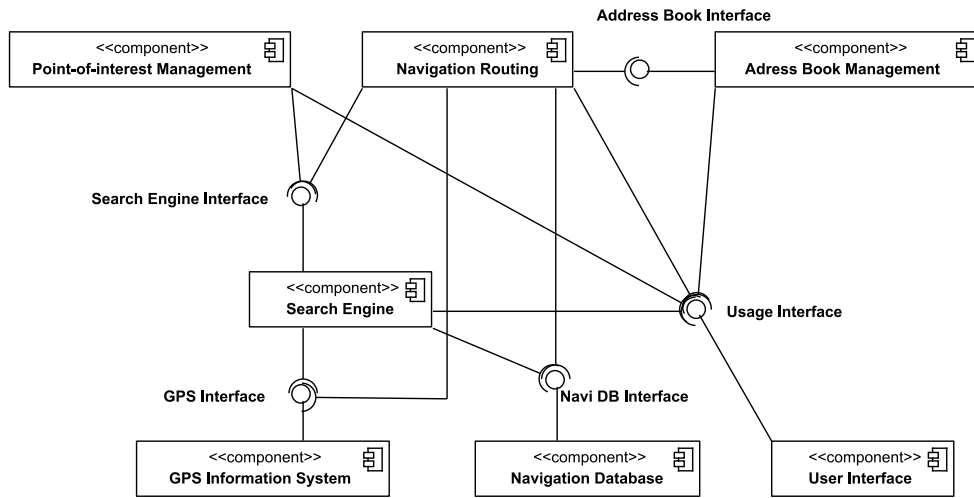 Address Book Interface
<<component>>
Point-of-interest Management
<<component>>
Navigation Routing
<<component>>
Adress Book Management
Search Engine Interface
<<component>>
Search Engine
Usage Interface
GPS Interface
Navi DB Interface
<<component>>
GPS Information System
<<component>>
Navigation Database
<<component>>
User Interface